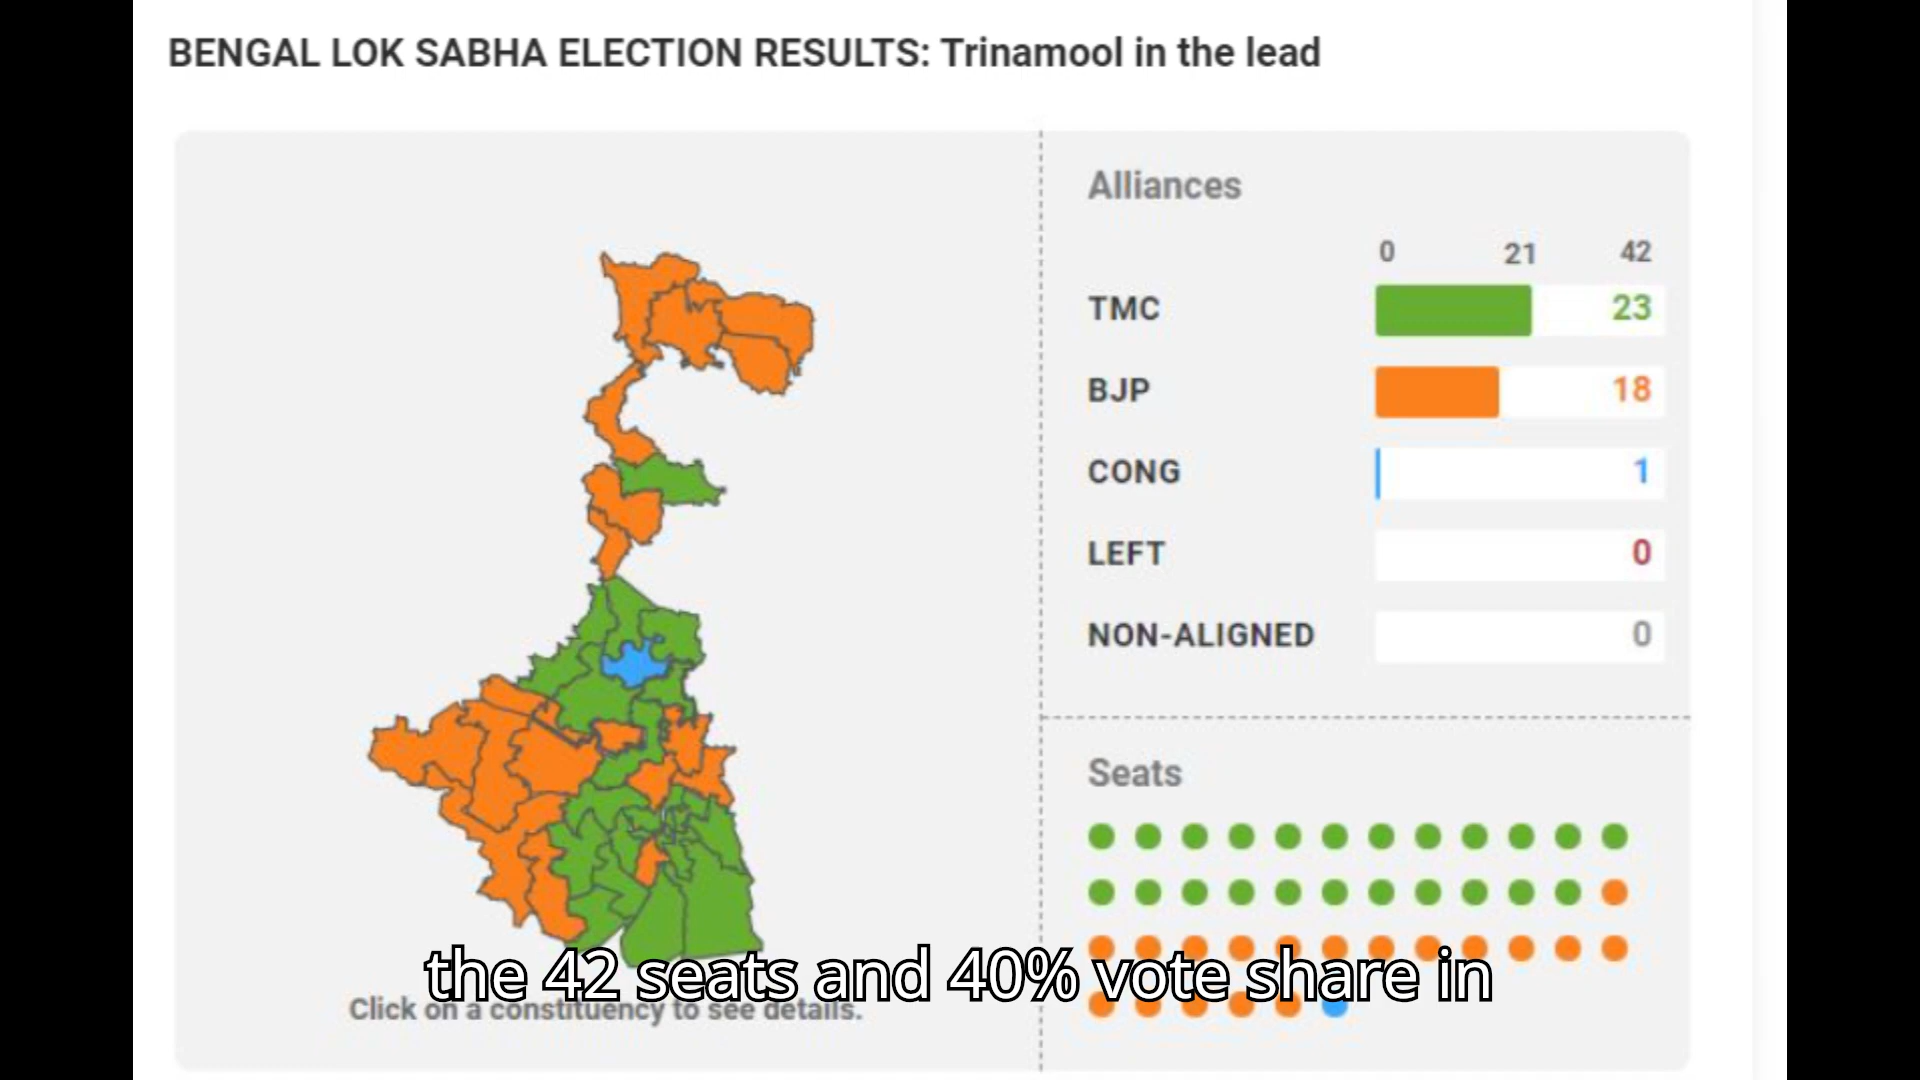 BENGAL LOK SABHA ELECTION RESULTS: Trinamool in the lead
Alliances
0 21 42
TMC 23
BJP 18
CONG 1
LEFT 0
NON-ALIGNED 0
Seats
the 42 seats and 40% vote share in
Click on a constituency to see details.